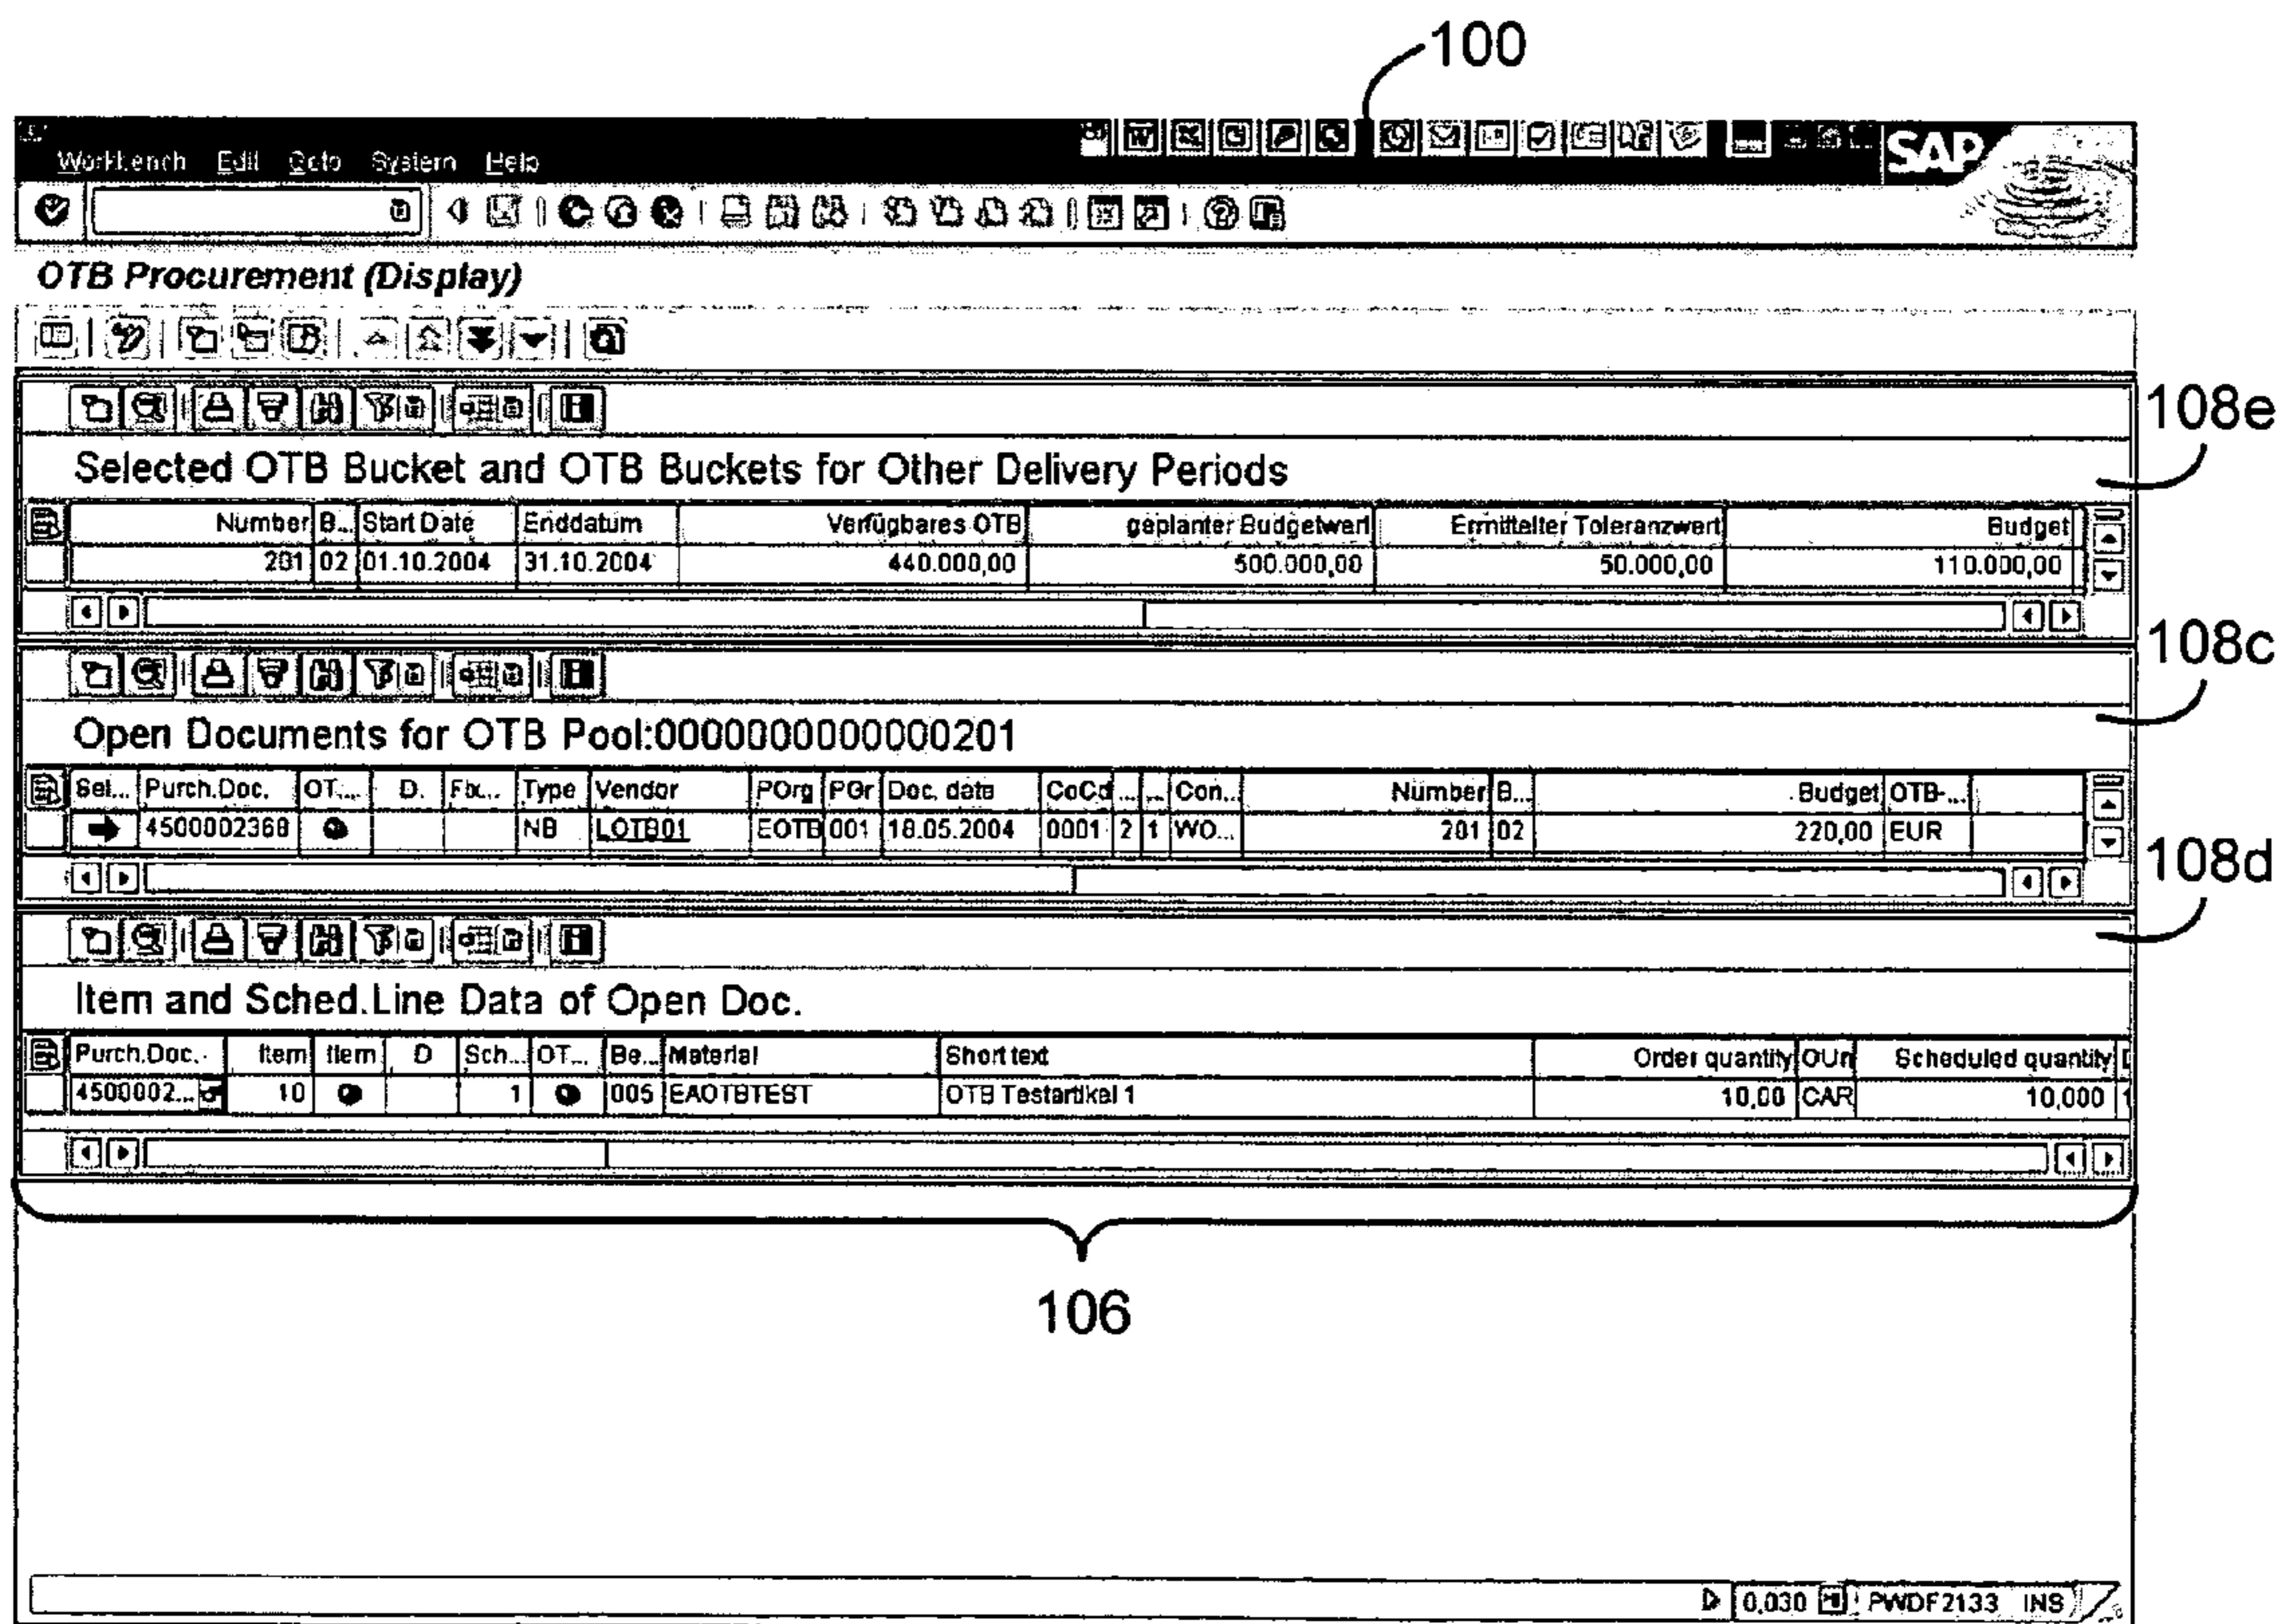 100
Workbench Edit Goto System Help
SAP
OTB Procurement (Display)
108e
Selected OTB Bucket and OTB Buckets for Other Delivery Periods
Number B... Start Date Enddatum Verfügbares OTB geplanter Budgetwert Ermittelter Toleranzwert Budget
201 02 01.10.2004 31.10.2004 440.000,00 500.000,00 50.000,00 110.000,00
108c
Open Documents for OTB Pool:0000000000000201
Sel... Purch.Doc. OT... D. Fix... Type Vendor POrg PGr Doc. date CoCd ... ... Con... Number B... Budget OTB-...
4500002368 NB LOTB01 EOTB 001 18.05.2004 0001 2 1 WO... 201 02 220,00 EUR
108d
Item and Sched.Line Data of Open Doc.
Purch.Doc. Item Item D Sch... OT... Be... Material Short text Order quantity OUn Scheduled quantity
4500002... 10 1 005 EAOTBTEST OTB Testartikel 1 10,00 CAR 10,000
106
0,030 PWDF2133 INS